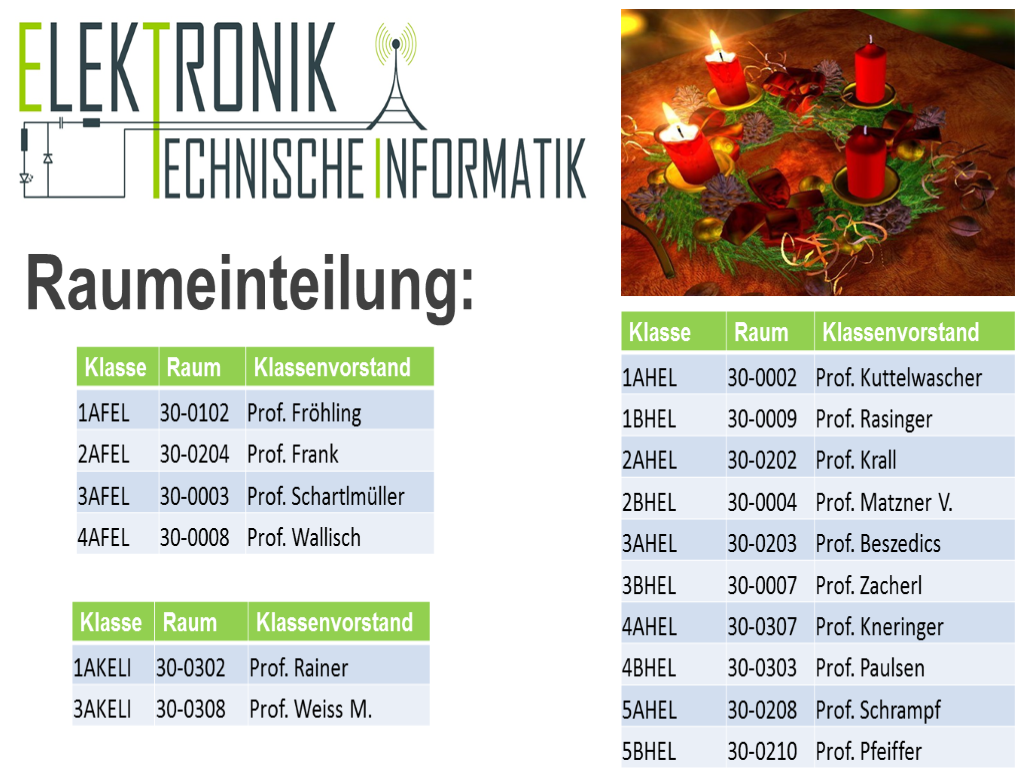 ELEKTRONIK
TECHNISCHE INFORMATIK
Raumeinteilung:
Klasse Raum Klassenvorstand
1AFEL 30-0102 Prof. Fröhling
2AFEL 30-0204 Prof. Frank
3AFEL 30-0003 Prof. Schartlmüller
4AFEL 30-0008 Prof. Wallisch
Klasse Raum Klassenvorstand
1AKELI 30-0302 Prof. Rainer
3AKELI 30-0308 Prof. Weiss M.
Klasse Raum Klassenvorstand
1AHEL 30-0002 Prof. Kuttelwascher
1BHEL 30-0009 Prof. Rasinger
2AHEL 30-0202 Prof. Krall
2BHEL 30-0004 Prof. Matzner V.
3AHEL 30-0203 Prof. Beszedics
3BHEL 30-0007 Prof. Zacherl
4AHEL 30-0307 Prof. Kneringer
4BHEL 30-0303 Prof. Paulsen
5AHEL 30-0208 Prof. Schrampf
5BHEL 30-0210 Prof. Pfeiffer